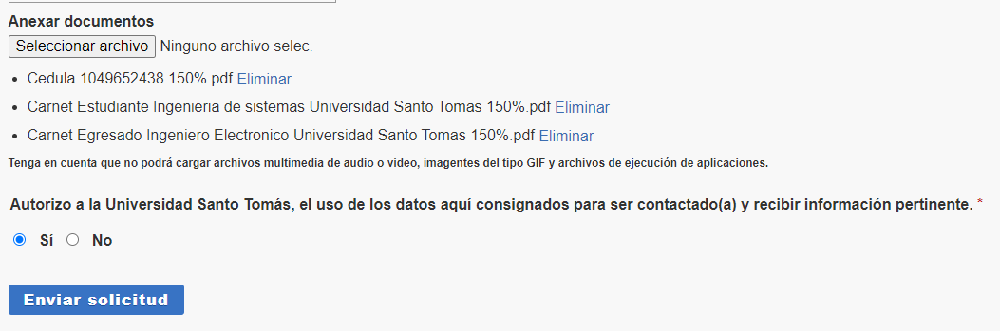 Anexar documentos
Seleccionar archivo Ninguno archivo selec.
• Cedula 1049652438 150%.pdf Eliminar
• Carnet Estudiante Ingenieria de sistemas Universidad Santo Tomas 150%.pdf Eliminar
• Carnet Egresado Ingeniero Electronico Universidad Santo Tomas 150%.pdf Eliminar
Tenga en cuenta que no podrá cargar archivos multimedia de audio o video, imagentes del tipo GIF y archivos de ejecución de aplicaciones.
Autorizo a la Universidad Santo Tomás, el uso de los datos aquí consignados para ser contactado(a) y recibir información pertinente. *
Sí No
Enviar solicitud